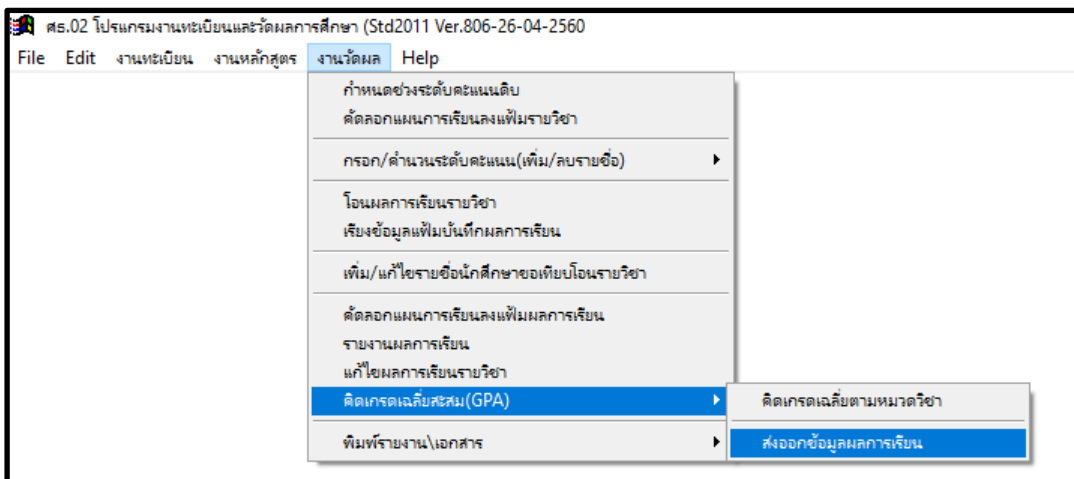 ศธ.02 โปรแกรมงานทะเบียนและวัดผลการศึกษา (Std2011 Ver.806-26-04-2560
File Edit งานทะเบียน งานหลักสูตร งานวัดผล Help
กำหนดช่วงระดับคะแนนดิบ
คัดลอกแผนการเรียนลงแฟ้มรายวิชา
กรอก/คำนวนระดับคะแนน(เพิ่ม/ลบรายชื่อ)
โอนผลการเรียนรายวิชา
เรียงข้อมูลแฟ้มบันทึกผลการเรียน
เพิ่ม/แก้ไขรายชื่อนักศึกษาขอเทียบโอนรายวิชา
คัดลอกแผนการเรียนลงแฟ้มผลการเรียน
รายงานผลการเรียน
แก้ไขผลการเรียนรายวิชา
คิดเกรดเฉลี่ยสะสม(GPA)
คิดเกรดเฉลี่ยตามหมวดวิชา
พิมพ์รายงาน\เอกสาร
ส่งออกข้อมูลผลการเรียน